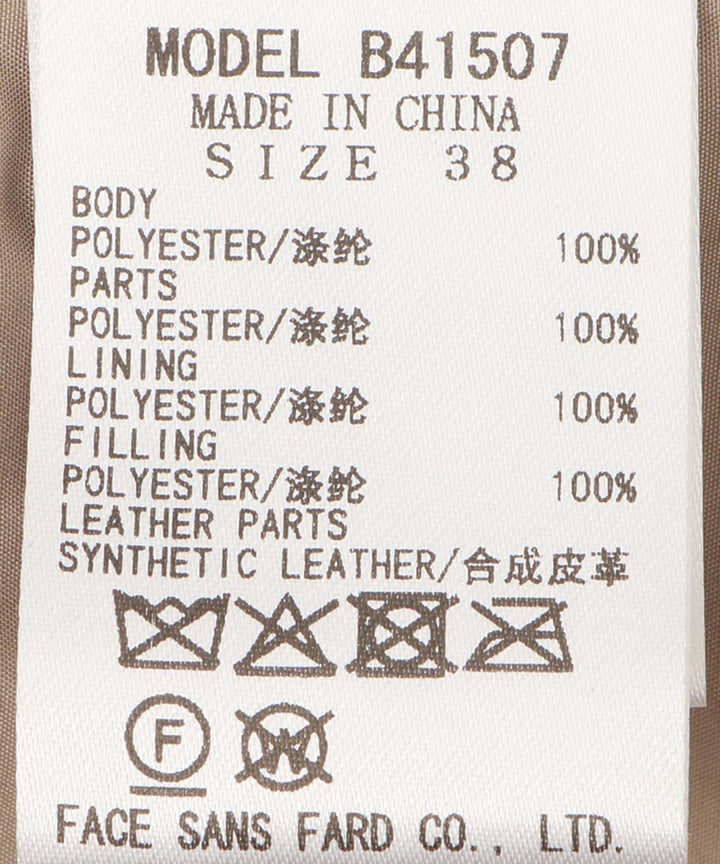 MODEL B41507
MADE IN CHINA
SIZE 38
BODY
POLYESTER/涤纶 100%
PARTS
POLYESTER/涤纶 100%
LINING
POLYESTER/涤纶 100%
FILLING
POLYESTER/涤纶 100%
LEATHER PARTS
SYNTHETIC LEATHER/合成皮革
F W
FACE SANS FARD CO., LTD.